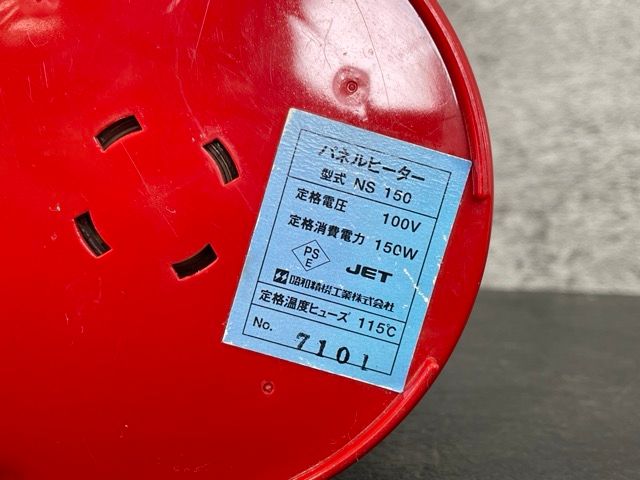 パネルヒーター
型式 NS 150
定格電圧 100V
定格消費電力 150W
PS
E
JET
昭和精機工業株式会社
定格温度ヒューズ 115℃
No. 7101